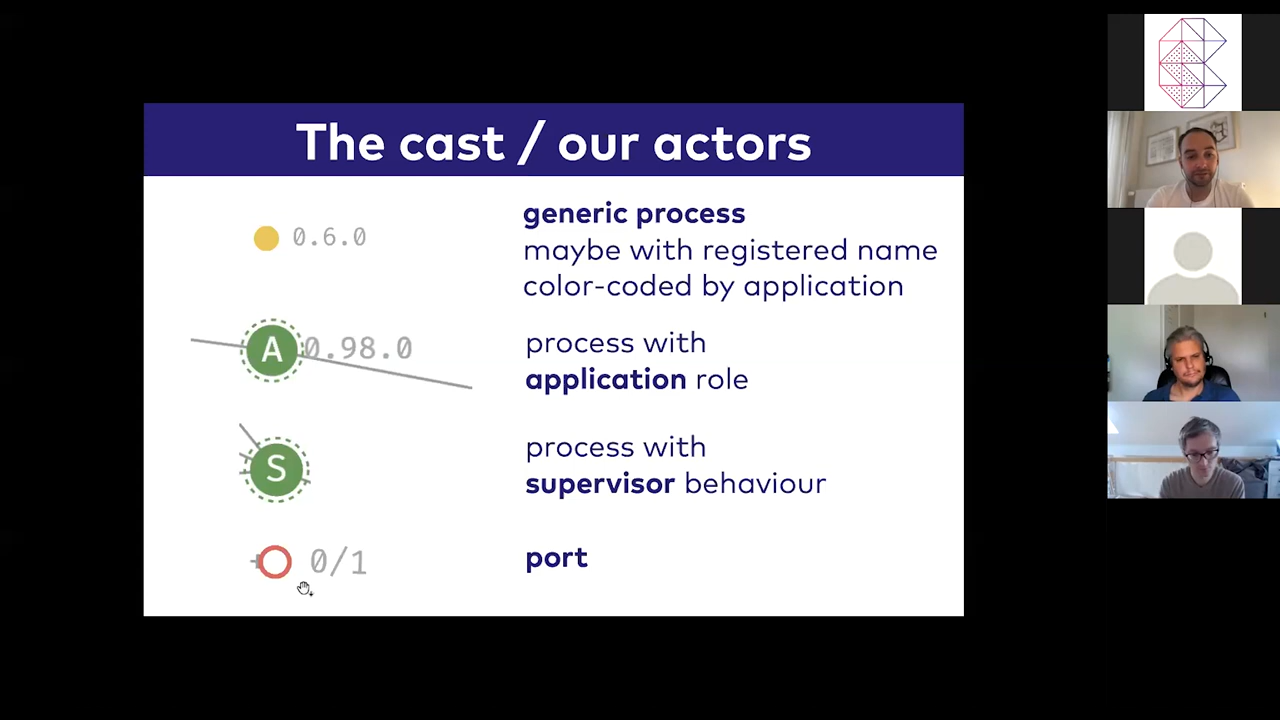 The cast / our actors
0.6.0
generic process
maybe with registered name
color-coded by application
A 0.98.0
process with
application role
S
process with
supervisor behaviour
0/1
port